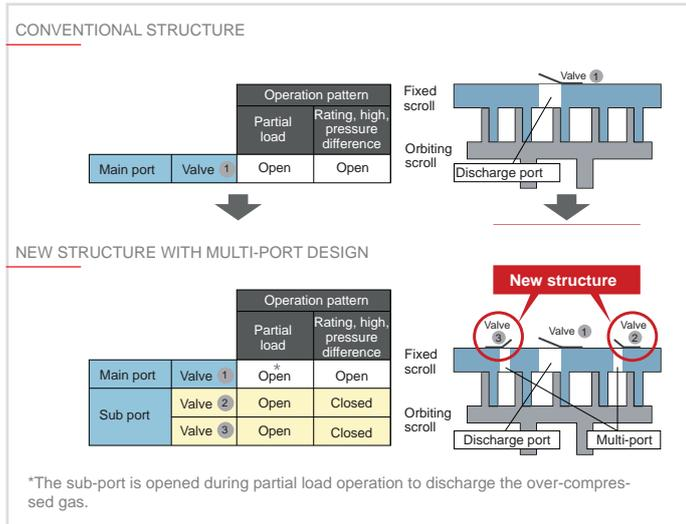 CONVENTIONAL STRUCTURE
Operation pattern
Partial load
Rating, high, pressure difference
Main port Valve 1 Open Open
Valve 1
Fixed scroll
Orbiting scroll
Discharge port
NEW STRUCTURE WITH MULTI-PORT DESIGN
Operation pattern
Partial load
Rating, high, pressure difference
Main port Valve 1 Open* Open
Sub port
Valve 2 Open Closed
Valve 3 Open Closed
New structure
Valve 3
Valve 1
Valve 2
Fixed scroll
Orbiting scroll
Discharge port
Multi-port
*The sub-port is opened during partial load operation to discharge the over-compres-
sed gas.